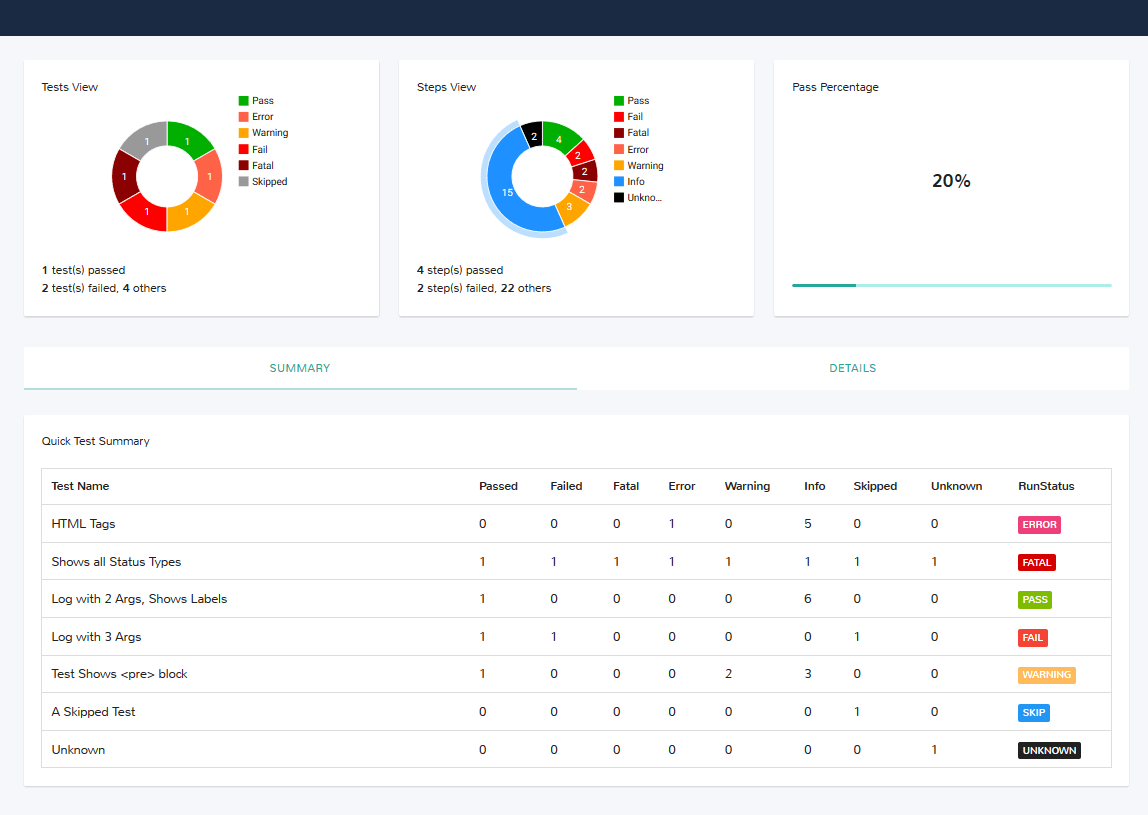 Tests View
1
1
1
1
1
1
Pass
Error
Warning
Fail
Fatal
Skipped
1 test(s) passed
2 test(s) failed, 4 others
Steps View
2
4
2
2
2
3
15
Pass
Fail
Fatal
Error
Warning
Info
Unkno...
4 step(s) passed
2 step(s) failed, 22 others
Pass Percentage
20%
SUMMARY DETAILS
Quick Test Summary
Test Name Passed Failed Fatal Error Warning Info Skipped Unknown RunStatus
HTML Tags 0 0 0 1 0 5 0 0 ERROR
Shows all Status Types 1 1 1 1 1 1 1 1 FATAL
Log with 2 Args, Shows Labels 1 0 0 0 0 6 0 0 PASS
Log with 3 Args 1 1 0 0 0 0 1 0 FAIL
Test Shows <pre> block 1 0 0 0 2 3 0 0 WARNING
A Skipped Test 0 0 0 0 0 0 1 0 SKIP
Unknown 0 0 0 0 0 0 0 1 UNKNOWN